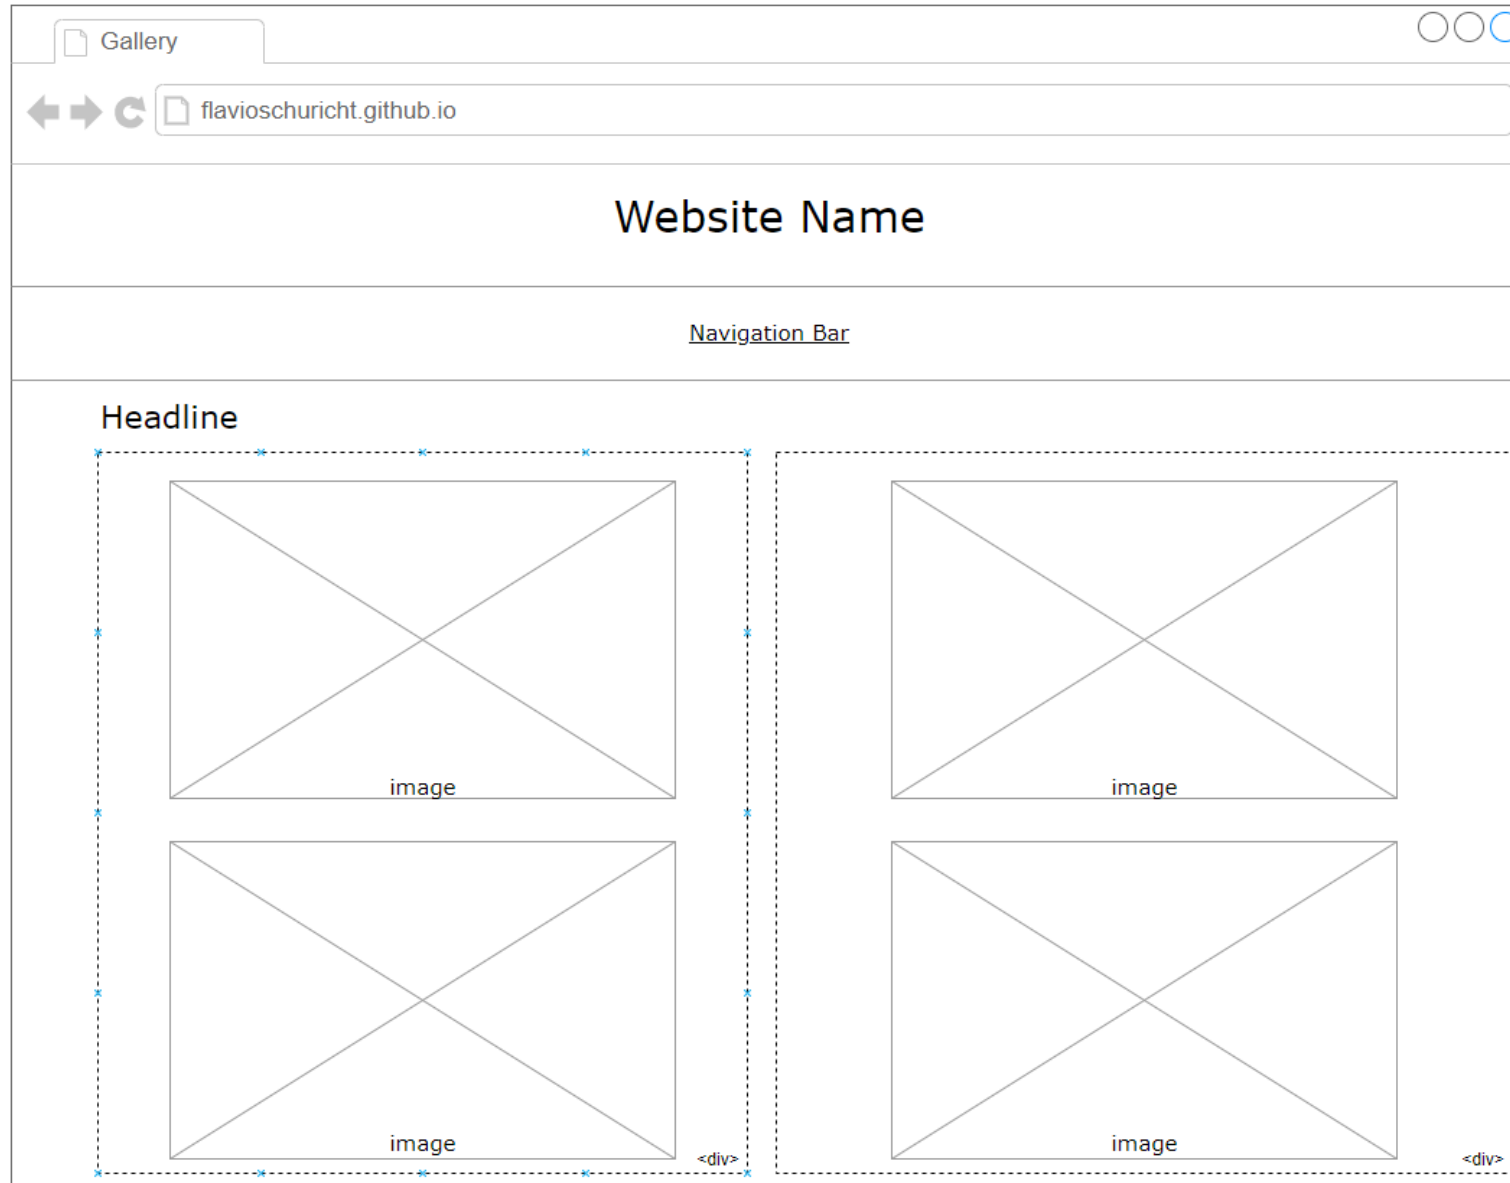 Gallery
flavioschuricht.github.io
Website Name
Navigation Bar
Headline
image
image
image
image
<div>
<div>